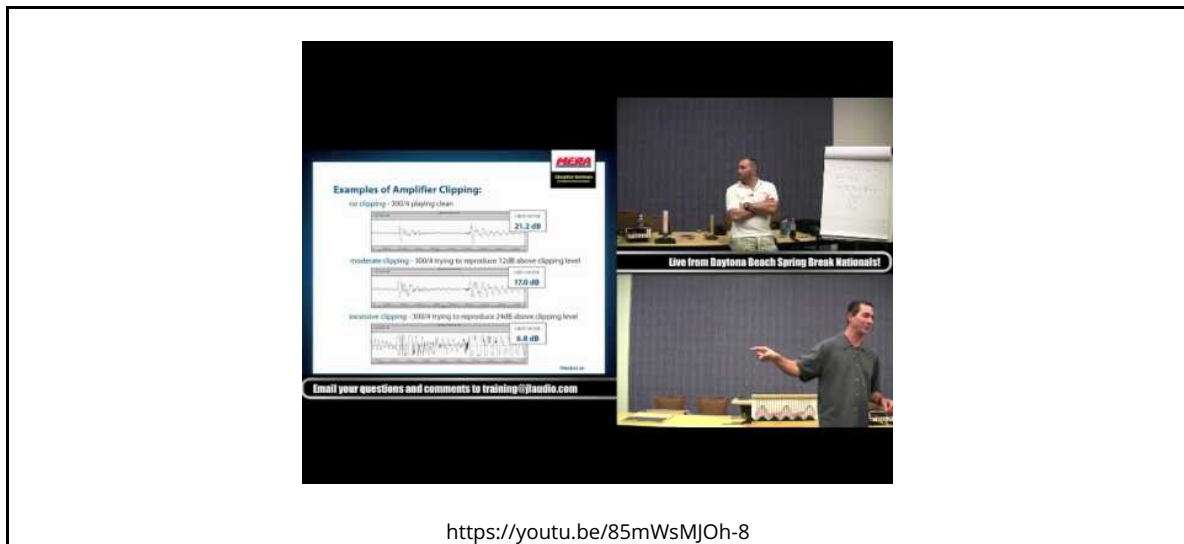 MERA
Examples of Amplifier Clipping:
no clipping - 300/4 playing clean
21.2 dB
moderate clipping - 300/4 trying to reproduce 12dB above clipping level
17.0 dB
excessive clipping - 300/4 trying to reproduce 24dB above clipping level
6.8 dB
Live from Daytona Beach Spring Break Nationals!
Email your questions and comments to training@jlaudio.com
https://youtu.be/85mWsMJOh-8